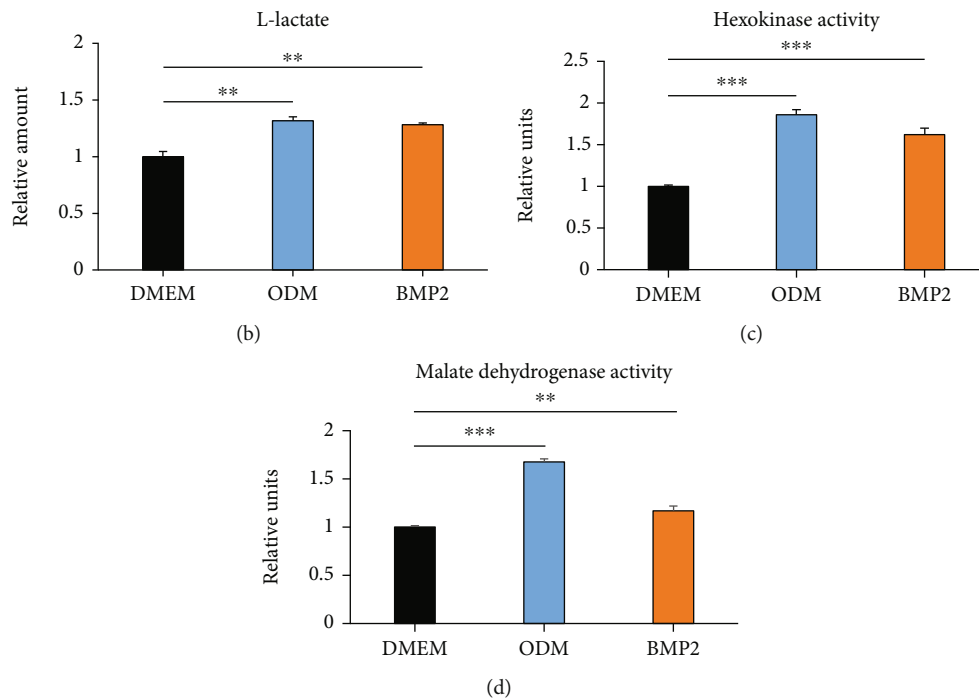 L-lactate
2
1.5
1
0.5
0
Relative amount
**
**
DMEM ODM BMP2
(b)
Hexokinase activity
2.5
2
1.5
1
0.5
0
Relative units
***
***
DMEM ODM BMP2
(c)
Malate dehydrogenase activity
2
1.5
1
0.5
0
Relative units
**
***
DMEM ODM BMP2
(d)